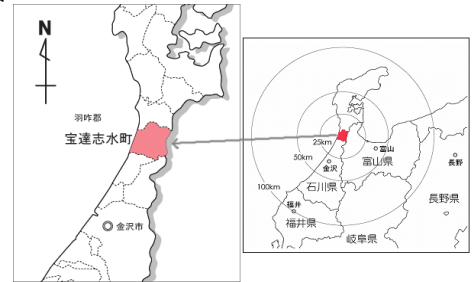 N
羽咋郡
宝達志水町
金沢市
25km
50km
100km
富山
金沢
富山県
石川県
長野
長野県
福井
福井県
岐阜県